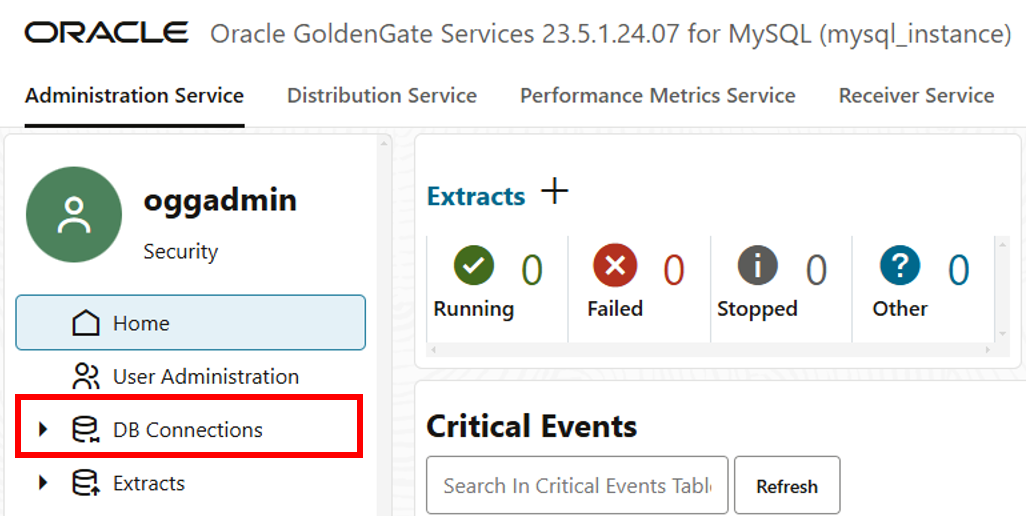 ORACLE Oracle GoldenGate Services 23.5.1.24.07 for MySQL (mysql_instance)
Administration Service Distribution Service Performance Metrics Service Receiver Service
oggadmin
Security
Home
User Administration
DB Connections
Extracts
Extracts +
0 0 0 0
Running Failed Stopped Other
Critical Events
Search In Critical Events Table Refresh